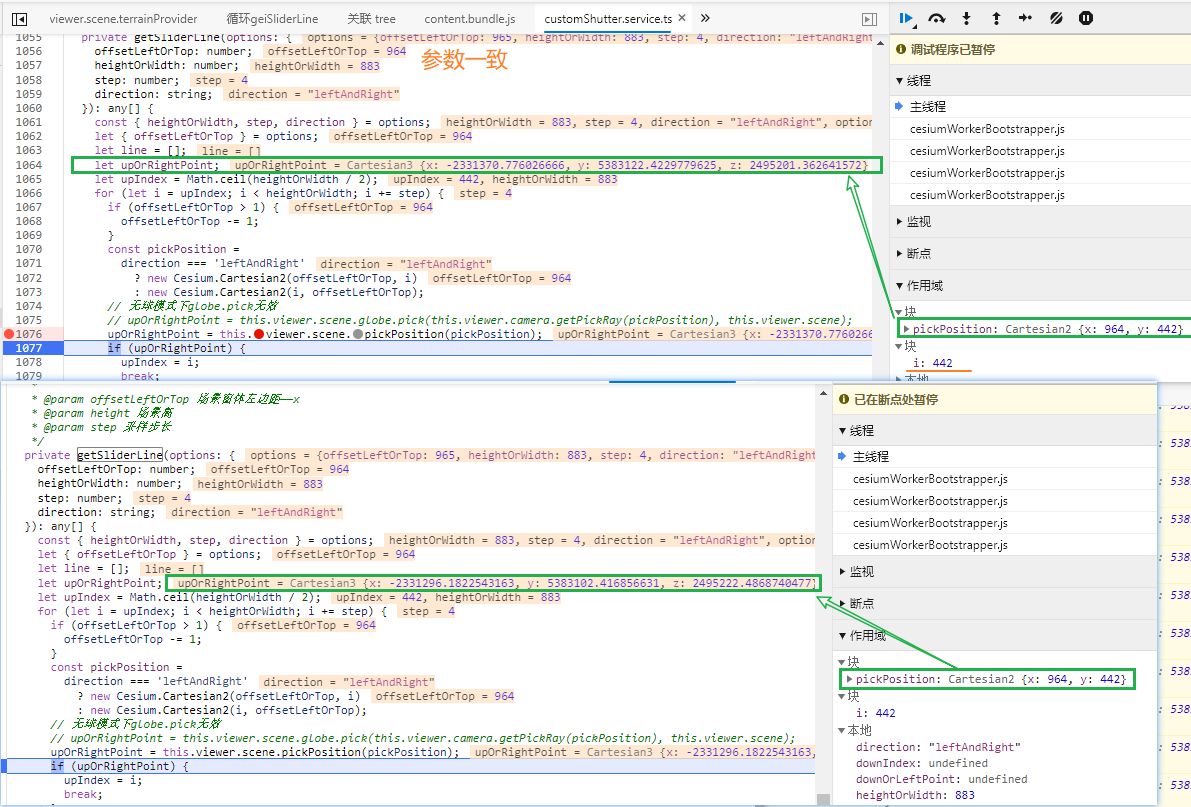 viewer.scene.terrainProvider 循环geiSliderLine 关联 tree content.bundle.js customShutter.service.ts × »
1055 private getSliderLine(options: { options = {offsetLeftOrTop: 965, heightOrWidth: 883, step: 4, direction: "leftAndRight
1056 offsetLeftOrTop: number; offsetLeftOrTop = 964
参数一致
1057 heightOrWidth: number; heightOrWidth = 883
1058 step: number; step = 4
1059 direction: string; direction = "leftAndRight"
1060 }): any[] {
1061 const { heightOrWidth, step, direction } = options; heightOrWidth = 883, step = 4, direction = "leftAndRight", option
1062 let { offsetLeftOrTop } = options; offsetLeftOrTop = 964
1063 let line = []; line = []
1064 let upOrRightPoint; upOrRightPoint = Cartesian3 {x: -2331370.776026666, y: 5383122.4229779625, z: 2495201.362641572}
1065 let upIndex = Math.ceil(heightOrWidth / 2); upIndex = 442, heightOrWidth = 883
1066 for (let i = upIndex; i < heightOrWidth; i += step) { step = 4
1067 if (offsetLeftOrTop > 1) { offsetLeftOrTop = 964
1068 offsetLeftOrTop -= 1;
1069 }
1070 const pickPosition =
1071 direction === 'leftAndRight' direction = "leftAndRight"
1072 ? new Cesium.Cartesian2(offsetLeftOrTop, i) offsetLeftOrTop = 964
1073 : new Cesium.Cartesian2(i, offsetLeftOrTop);
1074 // 无球模式下globe.pick无效
1075 // upOrRightPoint = this.viewer.scene.globe.pick(this.viewer.camera.getPickRay(pickPosition), this.viewer.scene);
1076 upOrRightPoint = this.viewer.scene.pickPosition(pickPosition); upOrRightPoint = Cartesian3 {x: -2331370.7760266
1077 if (upOrRightPoint) {
1078 upIndex = i;
1079 break;
调试程序已暂停
线程
主线程
cesiumWorkerBootstrapper.js
cesiumWorkerBootstrapper.js
cesiumWorkerBootstrapper.js
cesiumWorkerBootstrapper.js
监视
断点
作用域
块
pickPosition: Cartesian2 {x: 964, y: 442}
块
i: 442
本地
*
* @param offsetLeftOrTop 场景窗体左边距——x
* @param height 场景高
* @param step 采样步长
*/
private getSliderLine(options: { options = {offsetLeftOrTop: 965, heightOrWidth: 883, step: 4, direction: "leftAndRight
offsetLeftOrTop: number; offsetLeftOrTop = 964
heightOrWidth: number; heightOrWidth = 883
step: number; step = 4
direction: string; direction = "leftAndRight"
}): any[] {
const { heightOrWidth, step, direction } = options; heightOrWidth = 883, step = 4, direction = "leftAndRight", option
let { offsetLeftOrTop } = options; offsetLeftOrTop = 964
let line = []; line = []
let upOrRightPoint; upOrRightPoint = Cartesian3 {x: -2331296.1822543163, y: 5383102.416856631, z: 2495222.4868740477}
let upIndex = Math.ceil(heightOrWidth / 2); upIndex = 442, heightOrWidth = 883
for (let i = upIndex; i < heightOrWidth; i += step) { step = 4
if (offsetLeftOrTop > 1) { offsetLeftOrTop = 964
offsetLeftOrTop -= 1;
}
const pickPosition =
direction === 'leftAndRight' direction = "leftAndRight"
? new Cesium.Cartesian2(offsetLeftOrTop, i) offsetLeftOrTop = 964
: new Cesium.Cartesian2(i, offsetLeftOrTop);
// 无球模式下globe.pick无效
// upOrRightPoint = this.viewer.scene.globe.pick(this.viewer.camera.getPickRay(pickPosition), this.viewer.scene);
upOrRightPoint = this.viewer.scene.pickPosition(pickPosition); upOrRightPoint = Cartesian3 {x: -2331296.1822543163,
if (upOrRightPoint) {
upIndex = i;
break;
已在断点处暂停
线程
主线程
cesiumWorkerBootstrapper.js
cesiumWorkerBootstrapper.js
cesiumWorkerBootstrapper.js
cesiumWorkerBootstrapper.js
监视
断点
作用域
块
pickPosition: Cartesian2 {x: 964, y: 442}
块
i: 442
本地
direction: "leftAndRight"
downIndex: undefined
downOrLeftPoint: undefined
heightOrWidth: 883